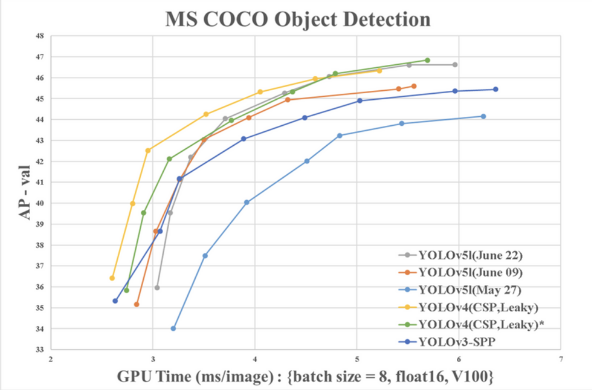 MS COCO Object Detection
48
47
46
45
44
43
42
41
40
39
38
37
36
35
34
33
AP - val
YOLOv5l(June 22)
YOLOv5l(June 09)
YOLOv5l(May 27)
YOLOv4(CSP,Leaky)
YOLOv4(CSP,Leaky)*
YOLOv3-SPP
2 3 4 5 6 7
GPU Time (ms/image) : {batch size = 8, float16, V100}